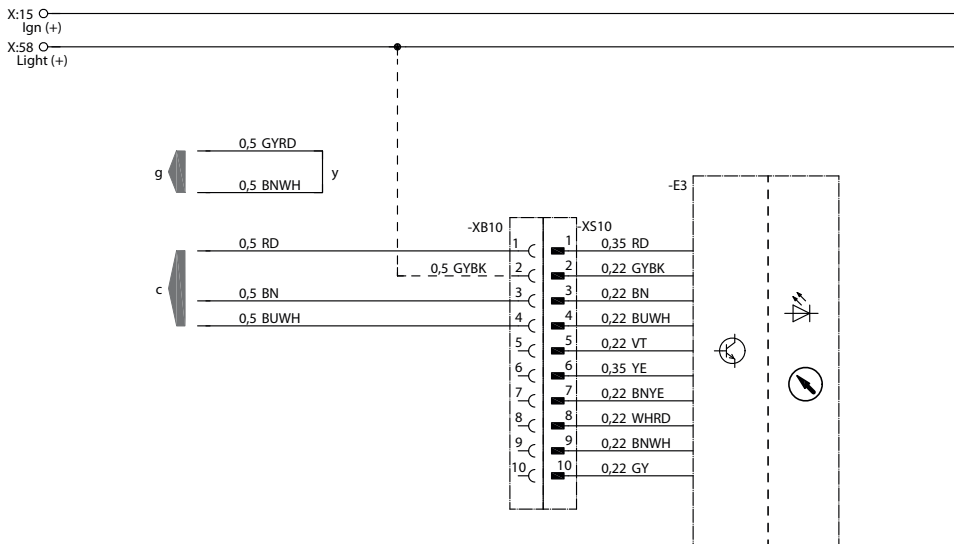 X:15
Ign (+)
X:58
Light (+)
0,5 GYRD
g
y
0,5 BNWH
-E3
-XB10
-XS10
0,5 RD
1
1
0,35 RD
0,5 GYBK
2
2
0,22 GYBK
c
0,5 BN
3
3
0,22 BN
0,5 BUWH
4
4
0,22 BUWH
5
5
0,22 VT
6
6
0,35 YE
7
7
0,22 BNYE
8
8
0,22 WHRD
9
9
0,22 BNWH
10
10
0,22 GY